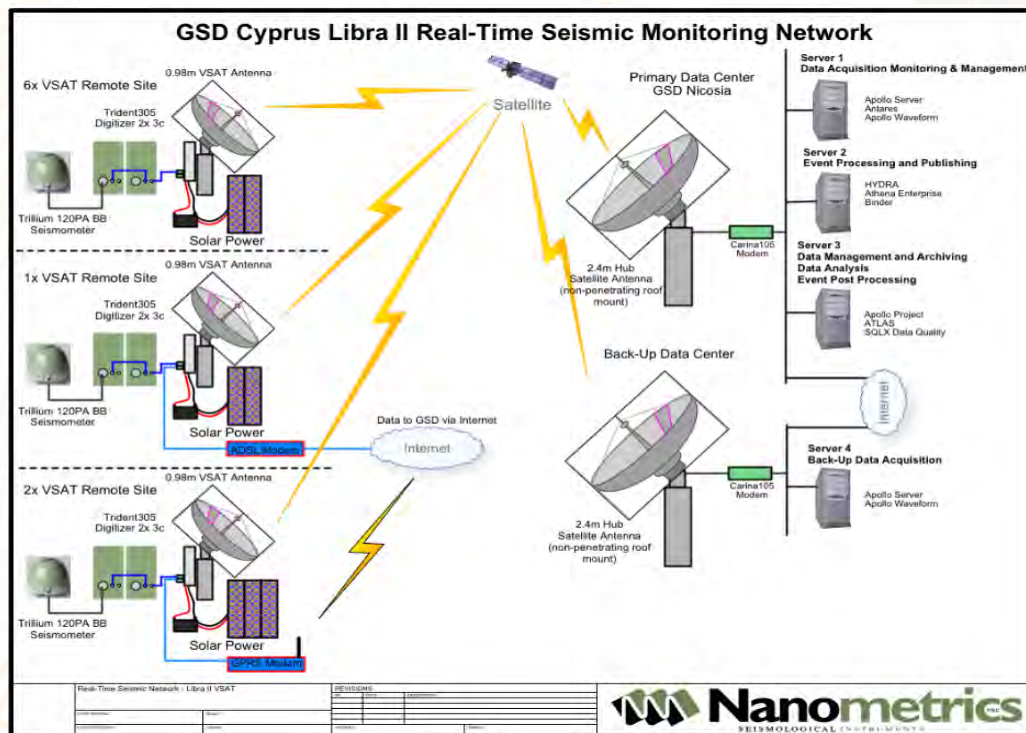 GSD Cyprus Libra II Real-Time Seismic Monitoring Network
6x VSAT Remote Site
0.98m VSAT Antenna
Trident305
Digitizer 2x 3c
Trillium 120PA BB
Seismometer
Solar Power
1x VSAT Remote Site
0.98m VSAT Antenna
Trident305
Digitizer 2x 3c
Trillium 120PA BB
Seismometer
Solar Power
ADSL Modem
2x VSAT Remote Site
0.98m VSAT Antenna
Trident305
Digitizer 2x 3c
Trillium 120PA BB
Seismometer
Solar Power
GPRS Modem
Satellite
Data to GSD via Internet
Internet
Primary Data Center
GSD Nicosia
2.4m Hub
Satellite Antenna
(non-penetrating roof
mount)
Carina105
Modem
Back-Up Data Center
2.4m Hub
Satellite Antenna
(non-penetrating roof
mount)
Carina105
Modem
Server 1
Data Acquisition Monitoring & Management
Apollo Server
Antares
Apollo Waveform
Server 2
Event Processing and Publishing
HYDRA
Athena Enterprise
Binder
Server 3
Data Management and Archiving
Data Analysis
Event Post Processing
Apollo Project
ATLAS
SQLX Data Quality
Internet
Server 4
Back-Up Data Acquisition
Apollo Server
Apollo Waveform
Real-Time Seismic Network - Libra II VSAT
REVISIONS
Nanometrics
SEISMOLOGICAL INSTRUMENTS